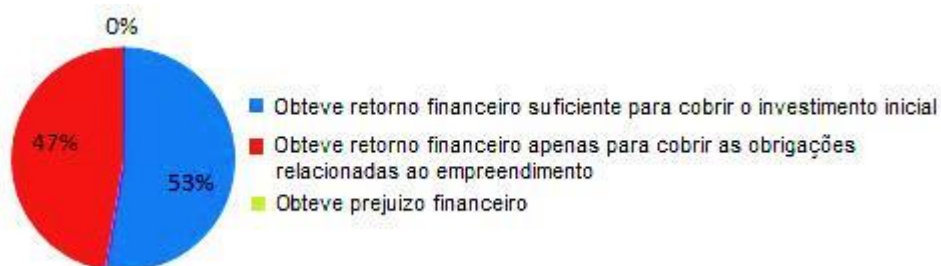 0%
47%
53%
Obteve retorno financeiro suficiente para cobrir o investimento inicial
Obteve retorno financeiro apenas para cobrir as obrigações
relacionadas ao empreendimento
Obteve prejuizo financeiro